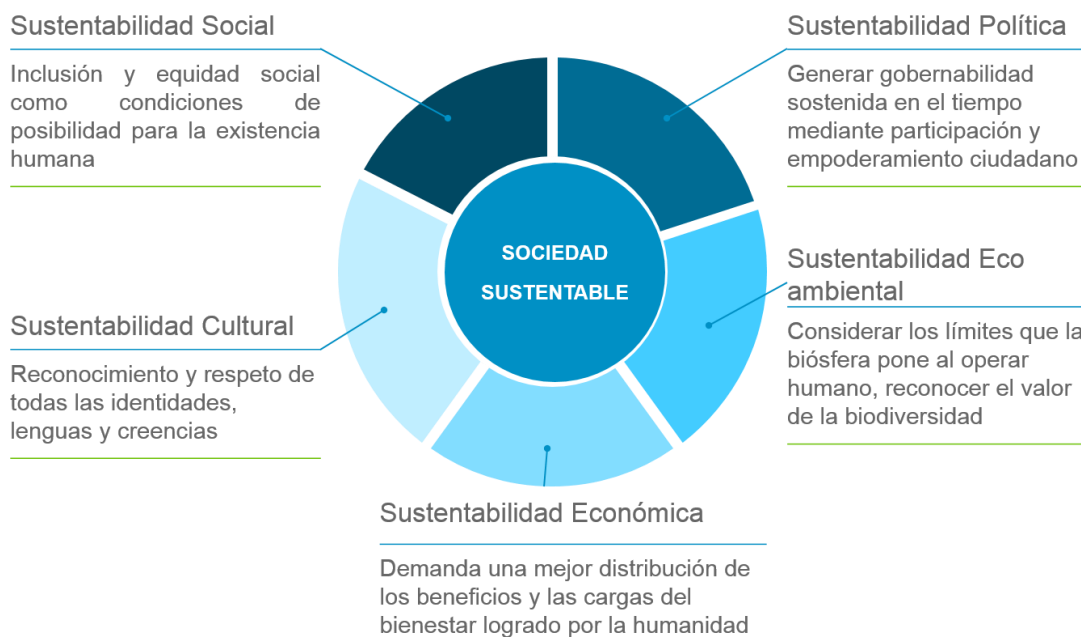 Sustentabilidad Social
Inclusión y equidad social
como condiciones de
posibilidad para la existencia
humana
Sustentabilidad Política
Generar gobernabilidad
sostenida en el tiempo
mediante participación y
empoderamiento ciudadano
SOCIEDAD
SUSTENTABLE
Sustentabilidad Cultural
Reconocimiento y respeto de
todas las identidades,
lenguas y creencias
Sustentabilidad Eco
ambiental
Considerar los límites que la
biósfera pone al operar
humano, reconocer el valor
de la biodiversidad
Sustentabilidad Económica
Demanda una mejor distribución de
los beneficios y las cargas del
bienestar logrado por la humanidad